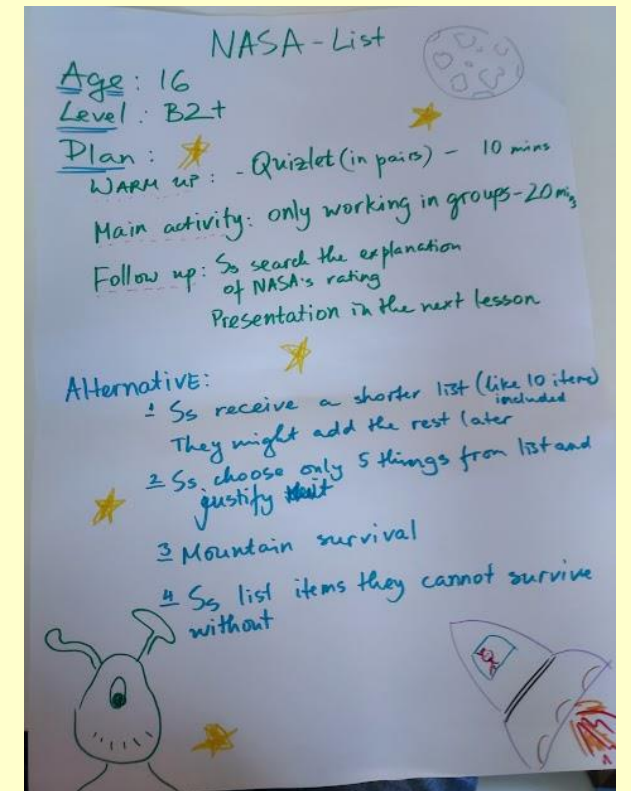 NASA-List
Age: 16
Level: B2+
Plan:
WARM UP: - Quizlet (in pairs) - 10 mins
Main activity: only working in groups-20 mins
Follow up: Ss search the explanation
of NASA's rating
Presentation in the next lesson
Alternative:
1 Ss receive a shorter list (like 10 items)
included
They might add the rest later
2 Ss choose only 5 things from list and
justify it
3 Mountain survival
4 Ss list items they cannot survive
without